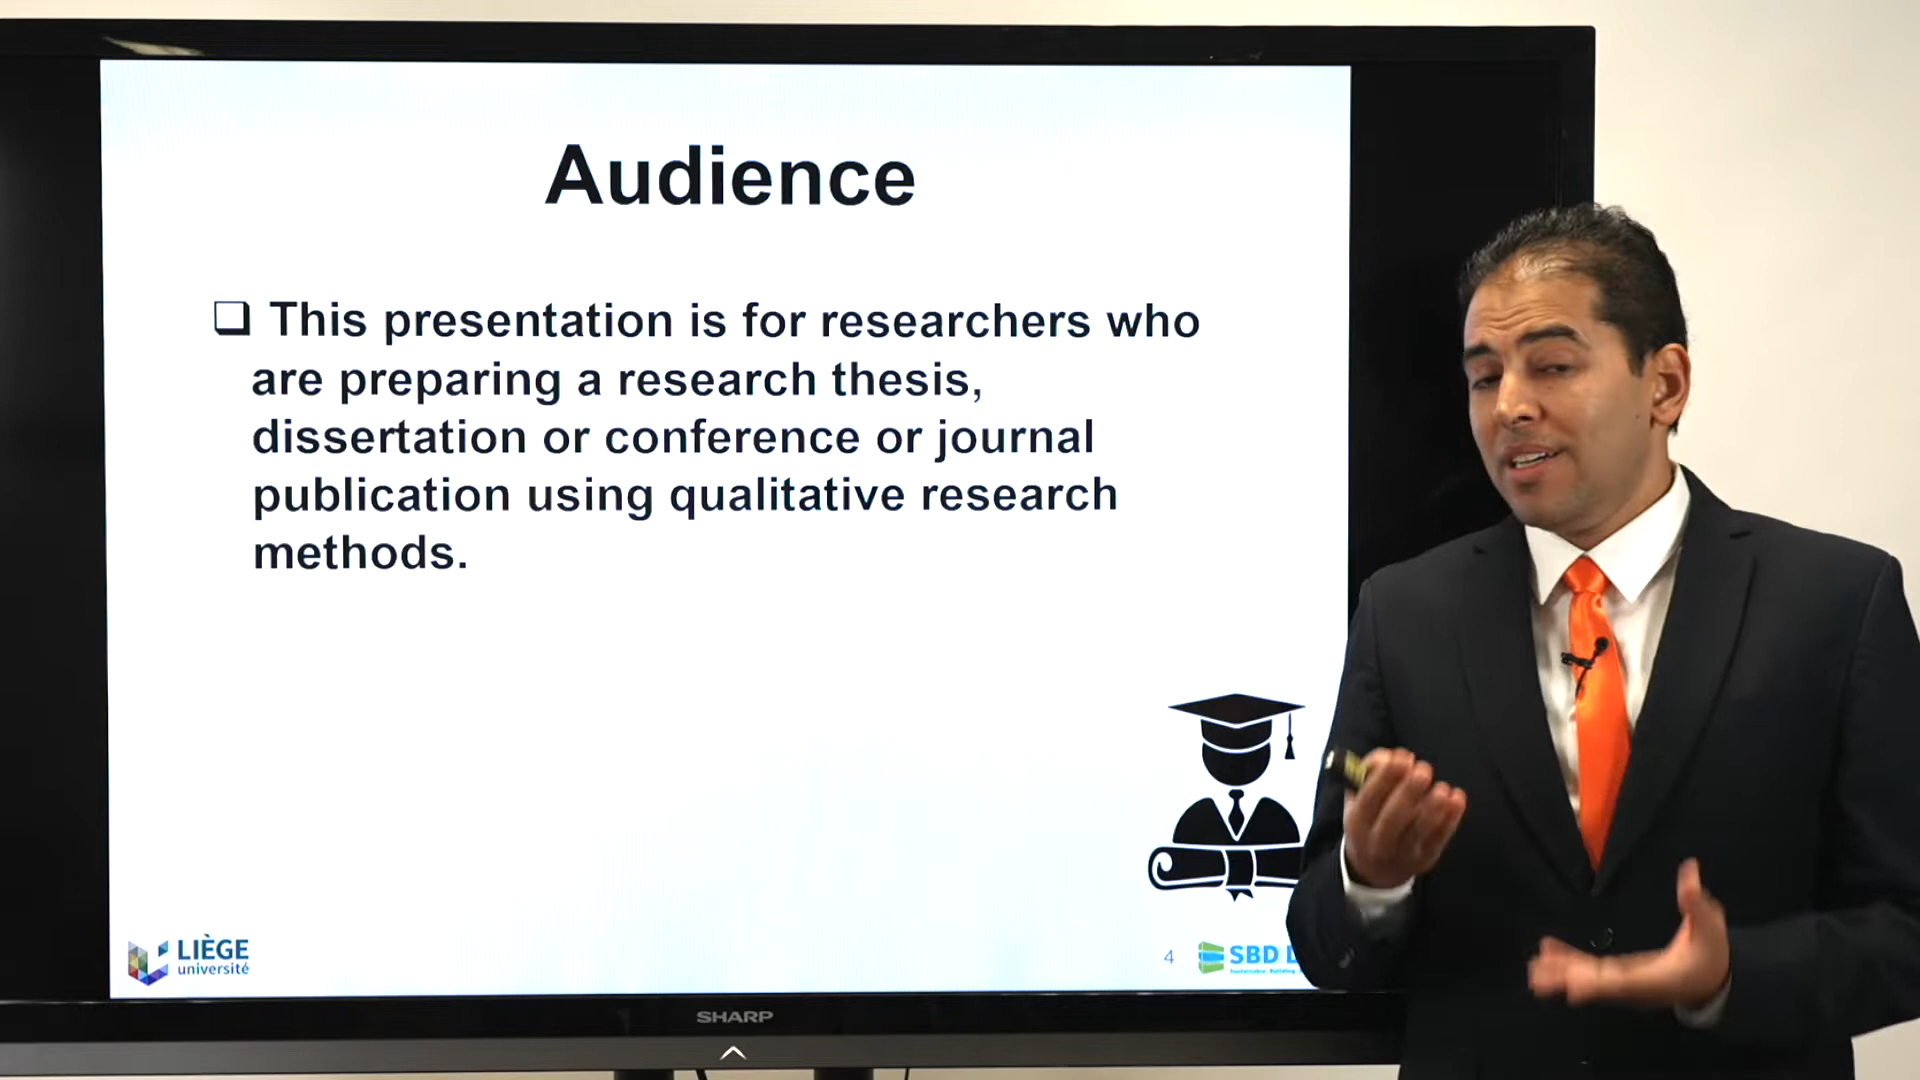 Audience
This presentation is for researchers who
are preparing a research thesis,
dissertation or conference or journal
publication using qualitative research
methods.
LIÈGE
université
4
SBD
SHARP